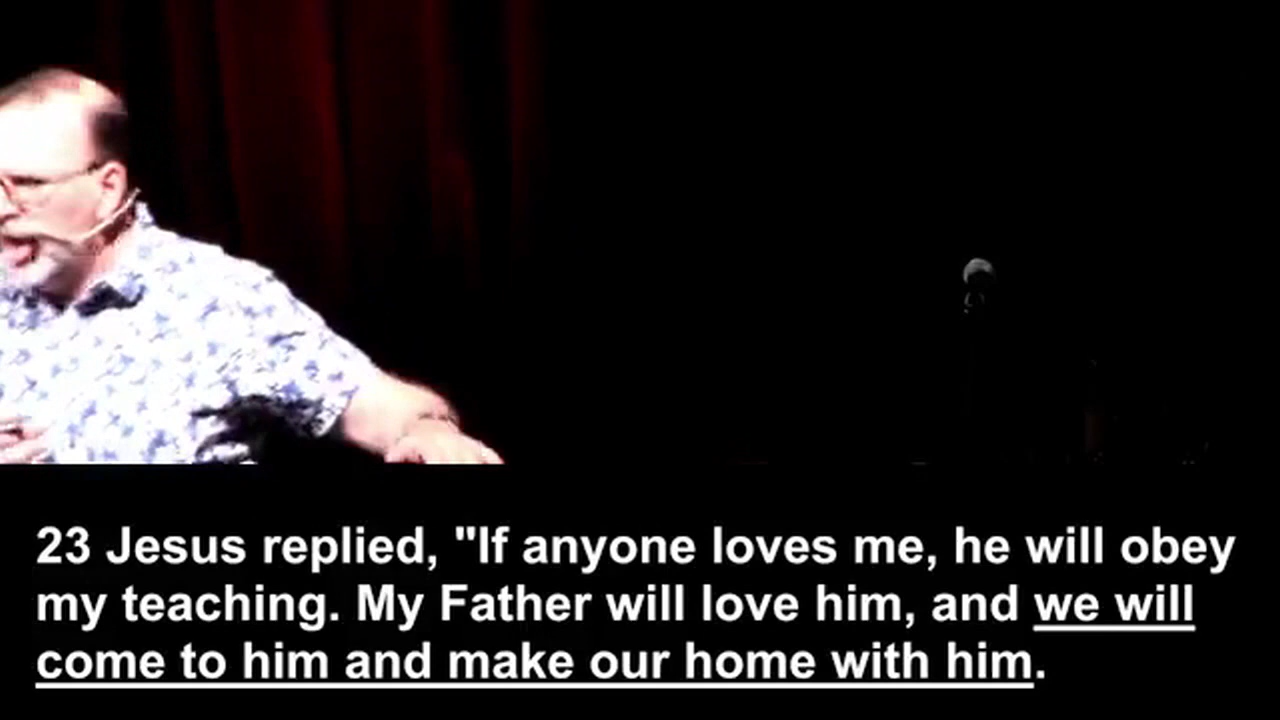 23 Jesus replied, "If anyone loves me, he will obey
my teaching. My Father will love him, and we will
come to him and make our home with him.